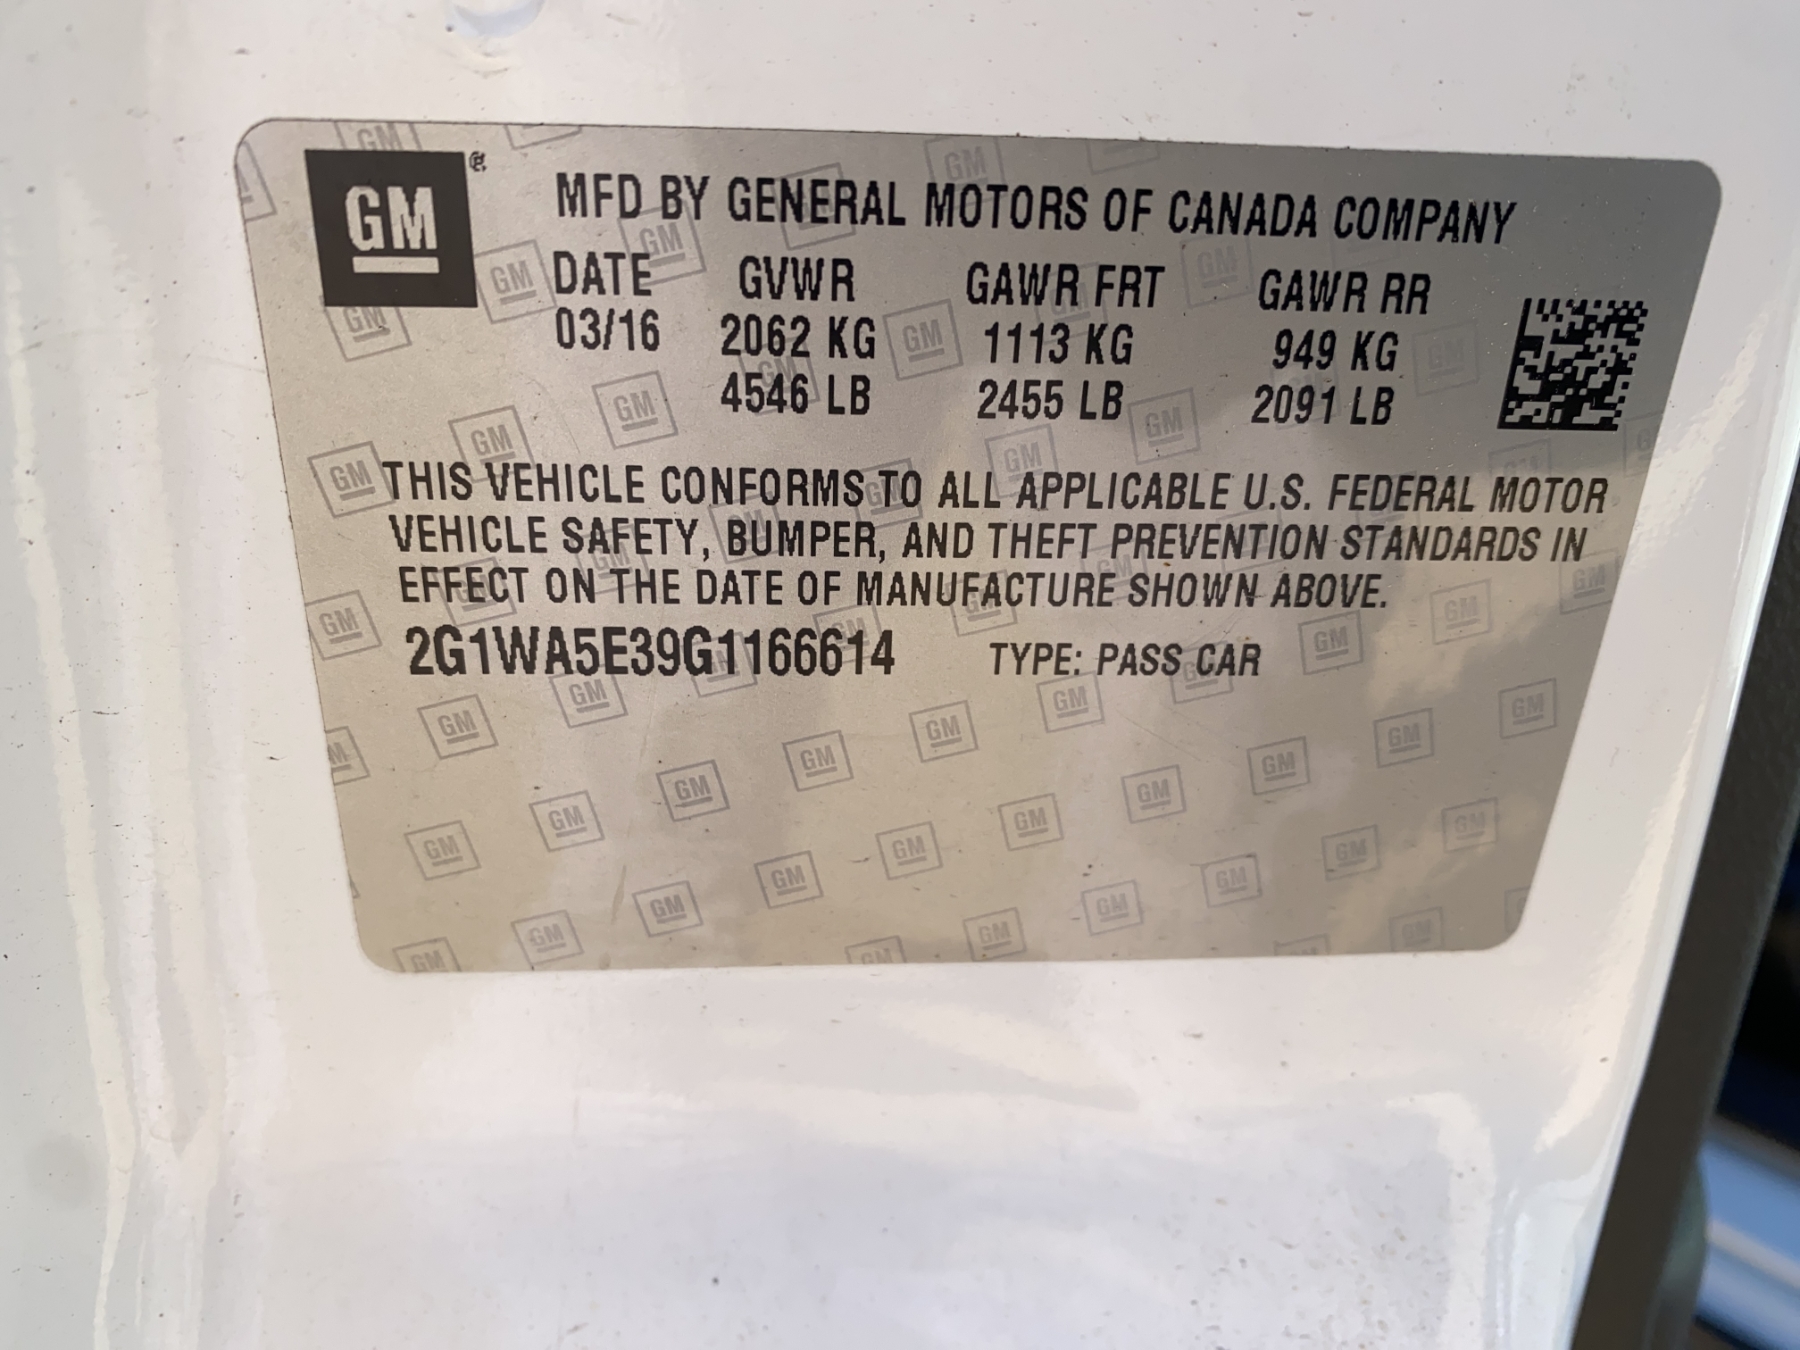 GM ®
MFD BY GENERAL MOTORS OF CANADA COMPANY
DATE GVWR GAWR FRT GAWR RR
03/16 2062 KG 1113 KG 949 KG
4546 LB 2455 LB 2091 LB
THIS VEHICLE CONFORMS TO ALL APPLICABLE U.S. FEDERAL MOTOR
VEHICLE SAFETY, BUMPER, AND THEFT PREVENTION STANDARDS IN
EFFECT ON THE DATE OF MANUFACTURE SHOWN ABOVE.
2G1WA5E39G1166614 TYPE: PASS CAR